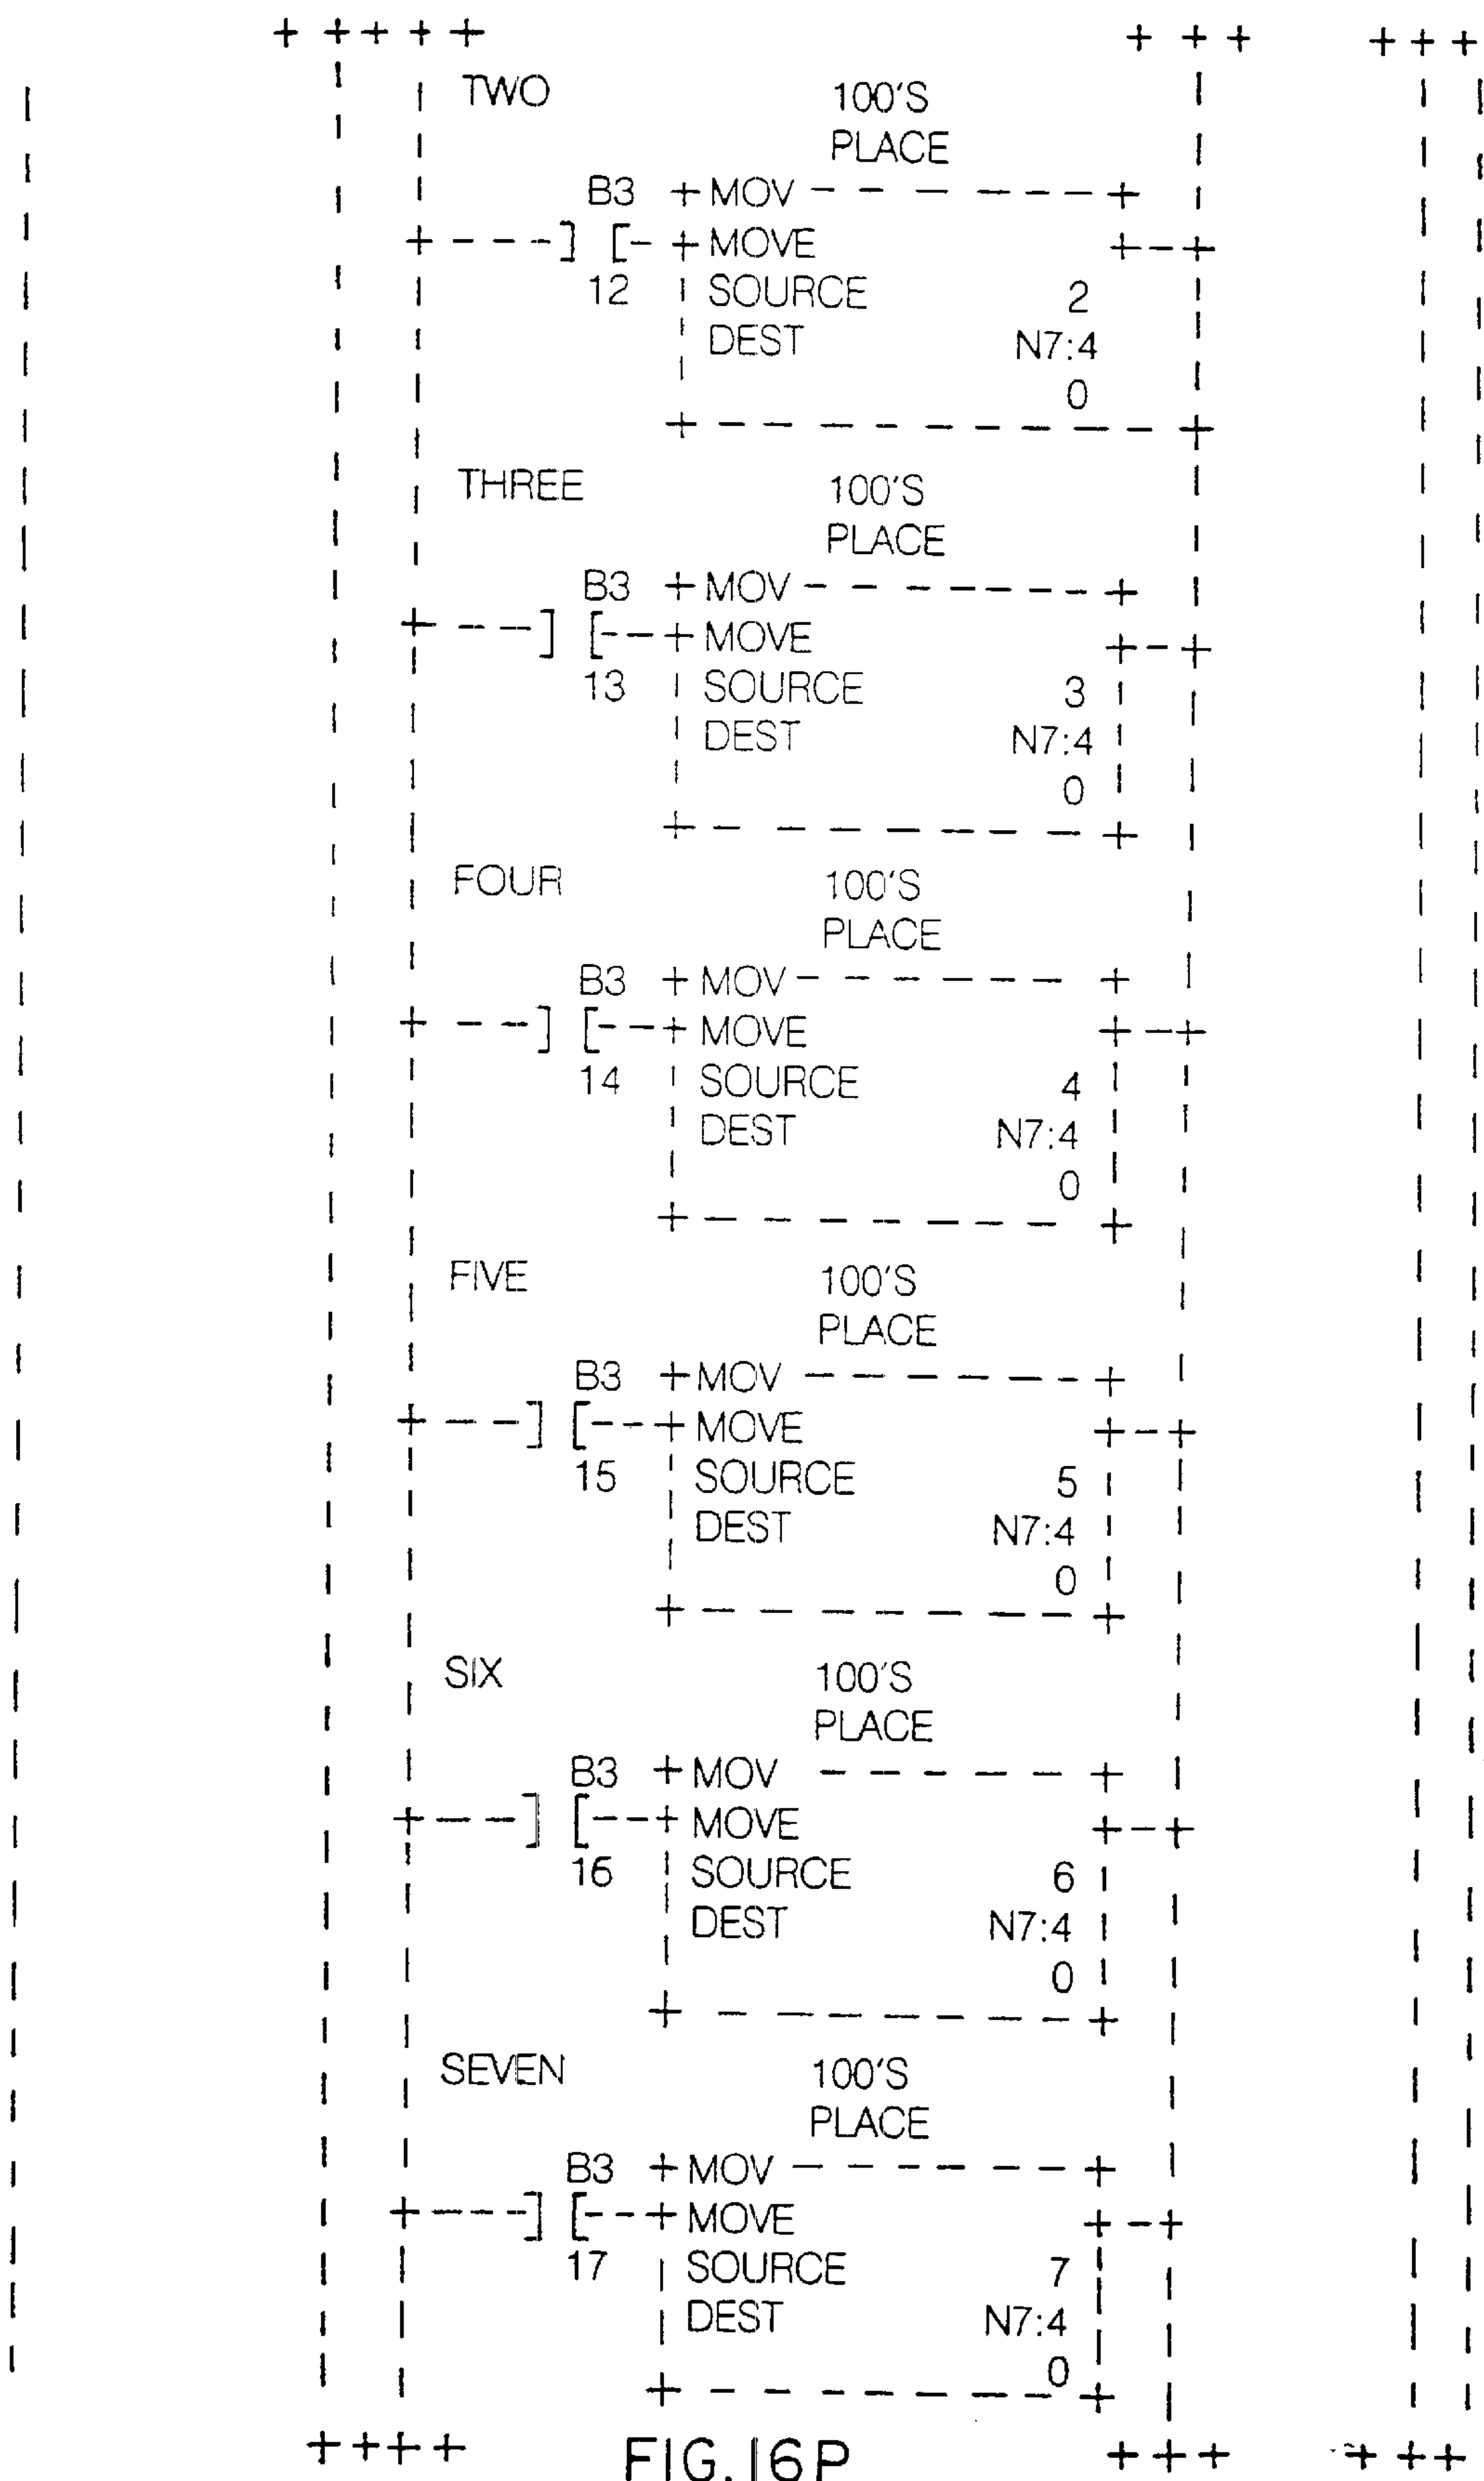 TWO 100'S
PLACE
B3 MOV
] [ MOVE
12 SOURCE 2
DEST N7:4
0
THREE 100'S
PLACE
B3 MOV
] [ MOVE
13 SOURCE 3
DEST N7:4
0
FOUR 100'S
PLACE
B3 MOV
] [ MOVE
14 SOURCE 4
DEST N7:4
0
FIVE 100'S
PLACE
B3 MOV
] [ MOVE
15 SOURCE 5
DEST N7:4
0
SIX 100'S
PLACE
B3 MOV
] [ MOVE
16 SOURCE 6
DEST N7:4
0
SEVEN 100'S
PLACE
B3 MOV
] [ MOVE
17 SOURCE 7
DEST N7:4
0
FIG.16P